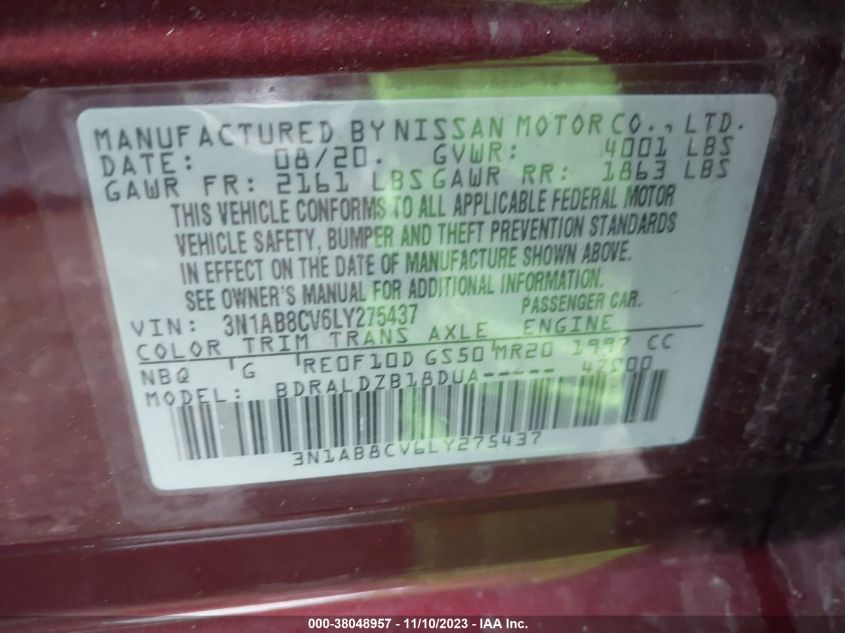 MANUFACTURED BY NISSAN MOTOR CO., LTD.
DATE: 08/20. GVWR: 4001 LBS
GAWR FR: 2161 LBS GAWR RR: 1863 LBS
THIS VEHICLE CONFORMS TO ALL APPLICABLE FEDERAL MOTOR
VEHICLE SAFETY, BUMPER AND THEFT PREVENTION STANDARDS
IN EFFECT ON THE DATE OF MANUFACTURE SHOWN ABOVE.
SEE OWNER'S MANUAL FOR ADDITIONAL INFORMATION.
VIN: 3N1AB8CV6LY275437 PASSENGER CAR.
COLOR TRIM TRANS AXLE ENGINE
NBQ G RE0F10D GS50 MR20 1997 CC
MODEL: BDRALDZB18DUA----- 42000
3N1AB8CV6LY275437
000-38048957 - 11/10/2023 - IAA Inc.